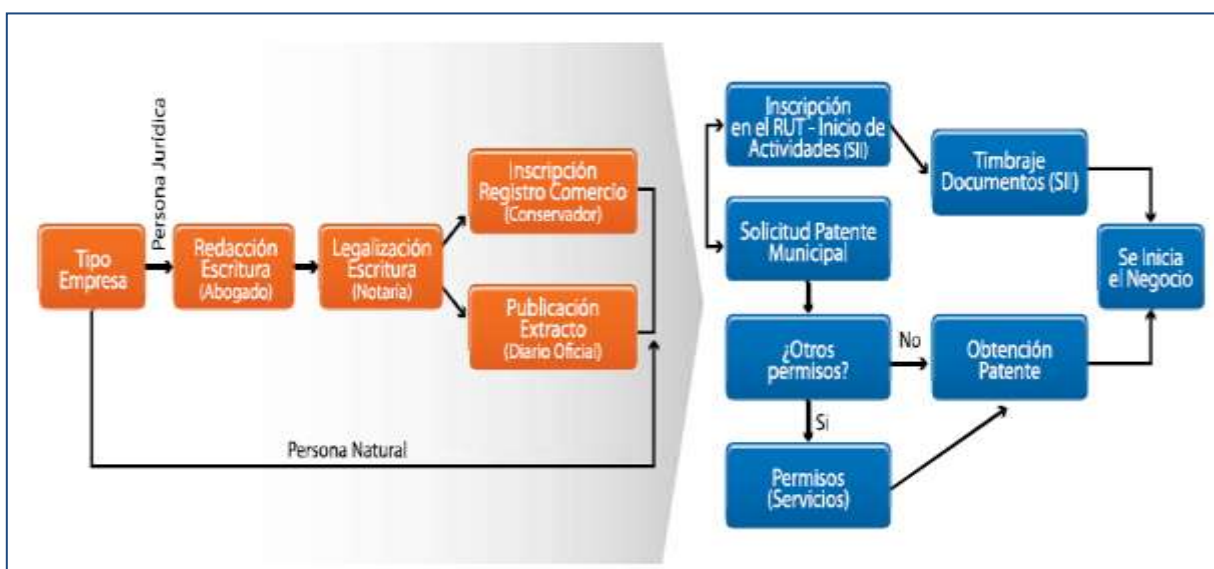 Persona Jurídica
Tipo
Empresa
Redacción
Escritura
(Abogado)
Legalización
Escritura
(Notaria)
Inscripción
Registro Comercio
(Conservador)
Publicación
Extracto
(Diario Oficial)
Persona Natural
Inscripción
en el RUT - Inicio de
Actividades (SII)
Timbraje
Documentos (SII)
Solicitud Patente
Municipal
Se Inicia
el Negocio
¿Otros
permisos?
No
Obtención
Patente
Si
Permisos
(Servicios)